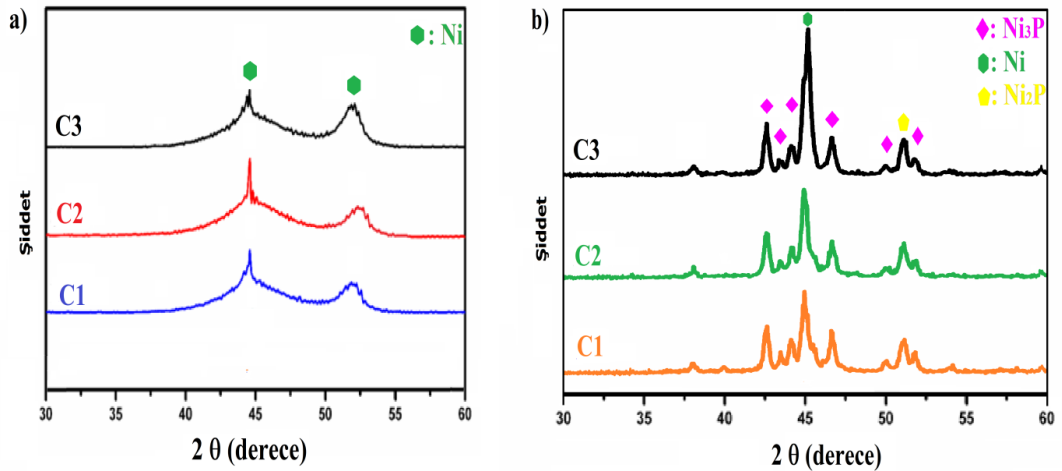 a)
: Ni
C3
C2
C1
Şiddet
30 35 40 45 50 55 60
2 θ (derece)
b)
: Ni₃P
: Ni
: Ni₂P
C3
C2
C1
Şiddet
30 35 40 45 50 55 60
2 θ (derece)